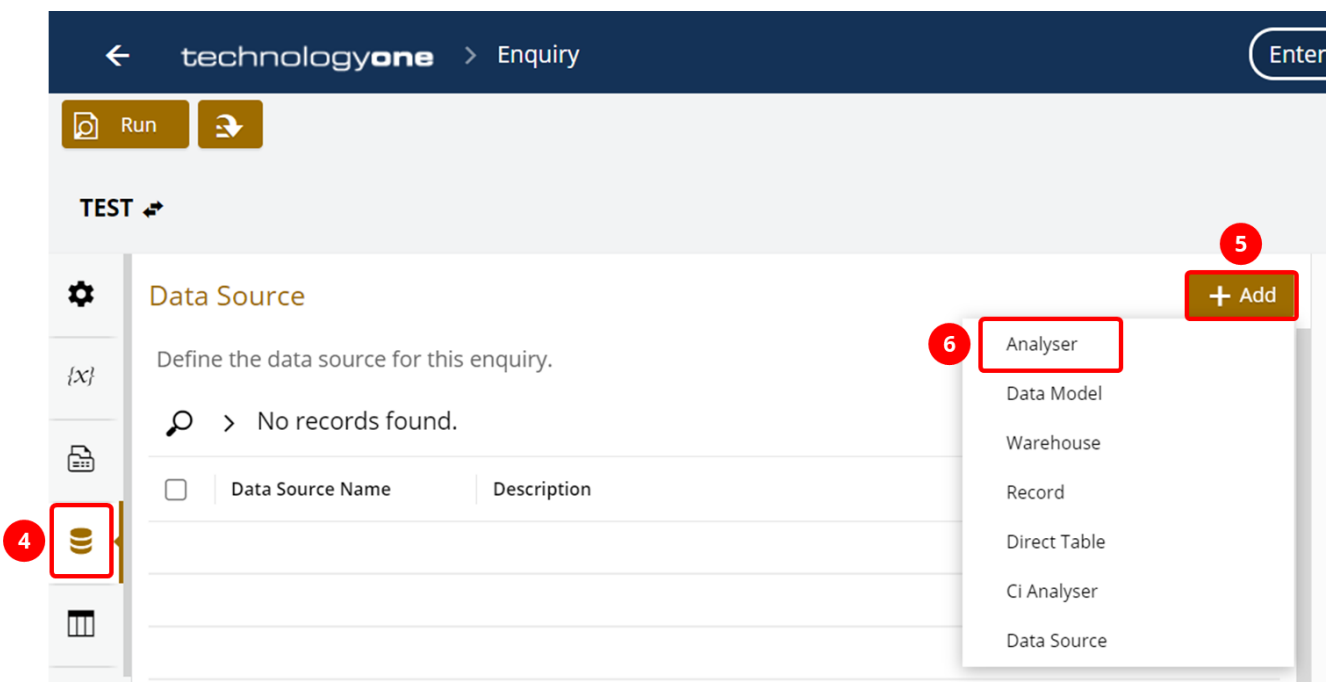 technologyone > Enquiry
Enter
Run
TEST
5
Data Source
+ Add
6
Analyser
Define the data source for this enquiry.
{x}
Data Model
> No records found.
Warehouse
Data Source Name Description
Record
4
Direct Table
Ci Analyser
Data Source